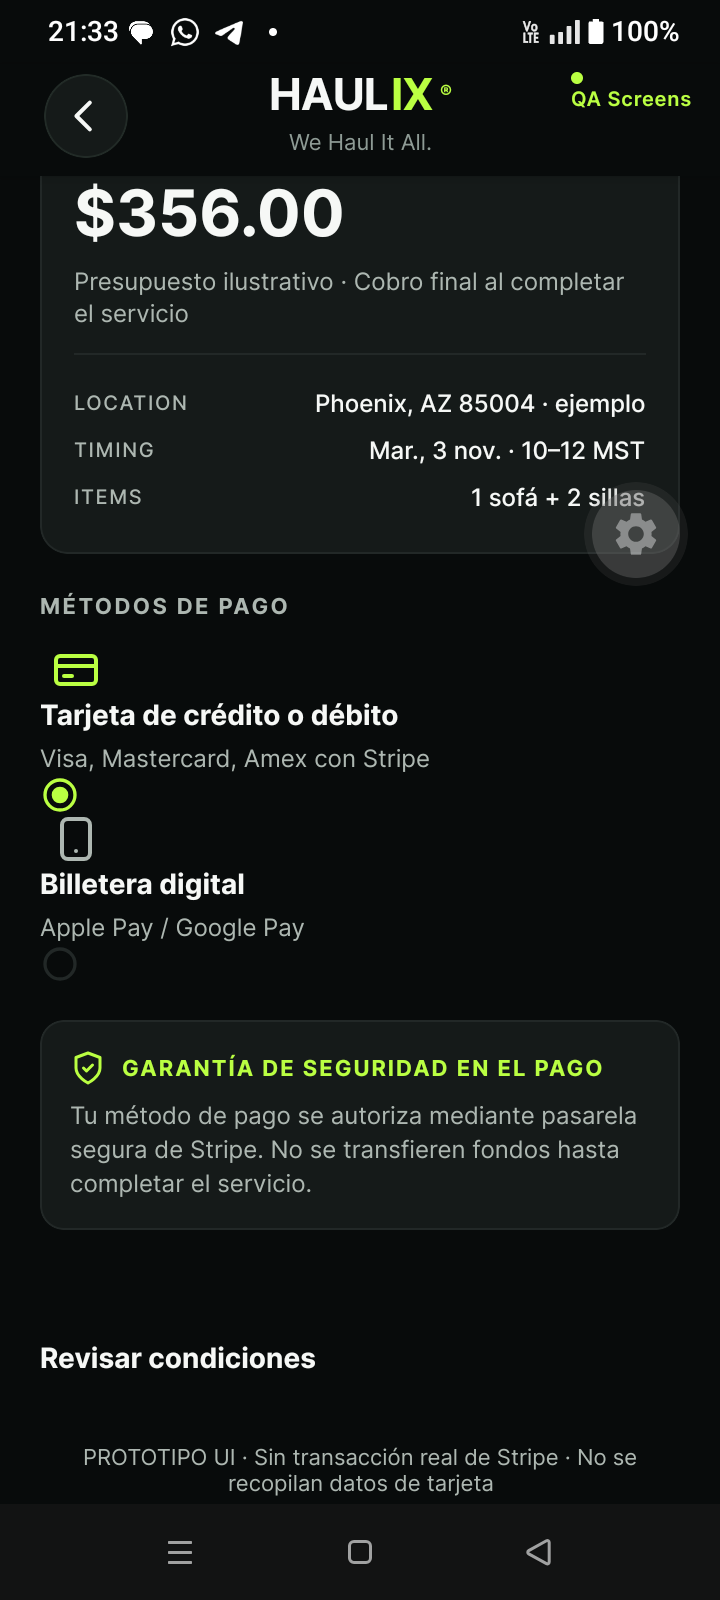 21:33 Vo LTE 100%
HAULIX ®
QA Screens
We Haul It All.
$356.00
Presupuesto ilustrativo · Cobro final al completar
el servicio
LOCATION Phoenix, AZ 85004 · ejemplo
TIMING Mar., 3 nov. · 10–12 MST
ITEMS 1 sofá + 2 sillas
MÉTODOS DE PAGO
Tarjeta de crédito o débito
Visa, Mastercard, Amex con Stripe
Billetera digital
Apple Pay / Google Pay
GARANTÍA DE SEGURIDAD EN EL PAGO
Tu método de pago se autoriza mediante pasarela
segura de Stripe. No se transfieren fondos hasta
completar el servicio.
Revisar condiciones
PROTOTIPO UI · Sin transacción real de Stripe · No se
recopilan datos de tarjeta